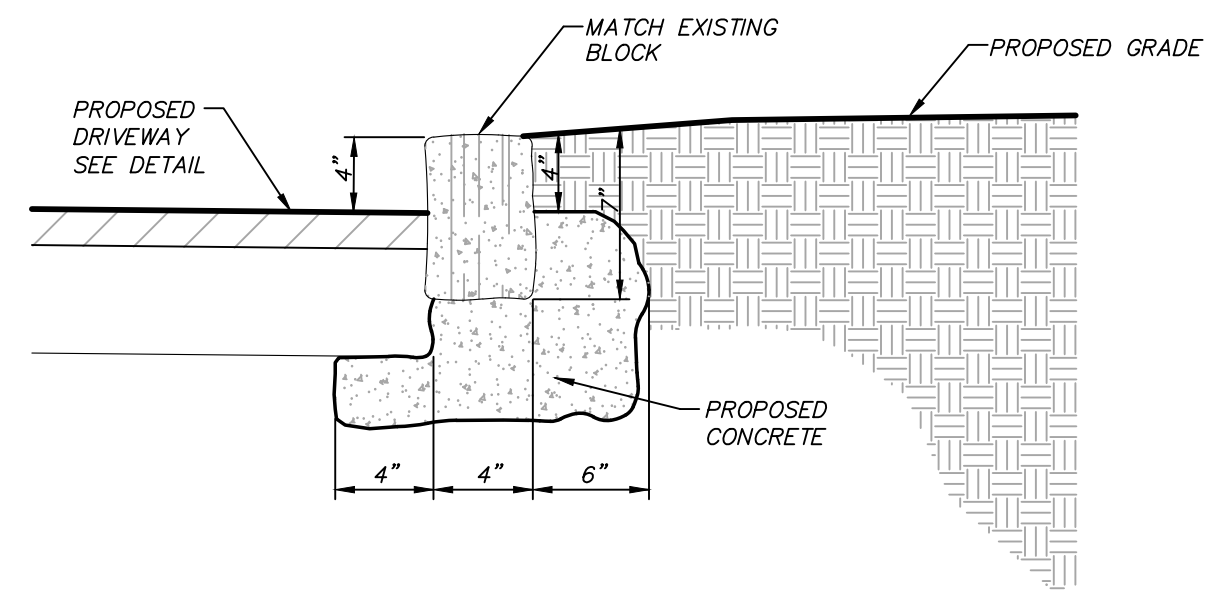 MATCH EXISTING
BLOCK
PROPOSED GRADE
PROPOSED
DRIVEWAY
SEE DETAIL
4"
4"
7"
PROPOSED
CONCRETE
4"
4"
6"